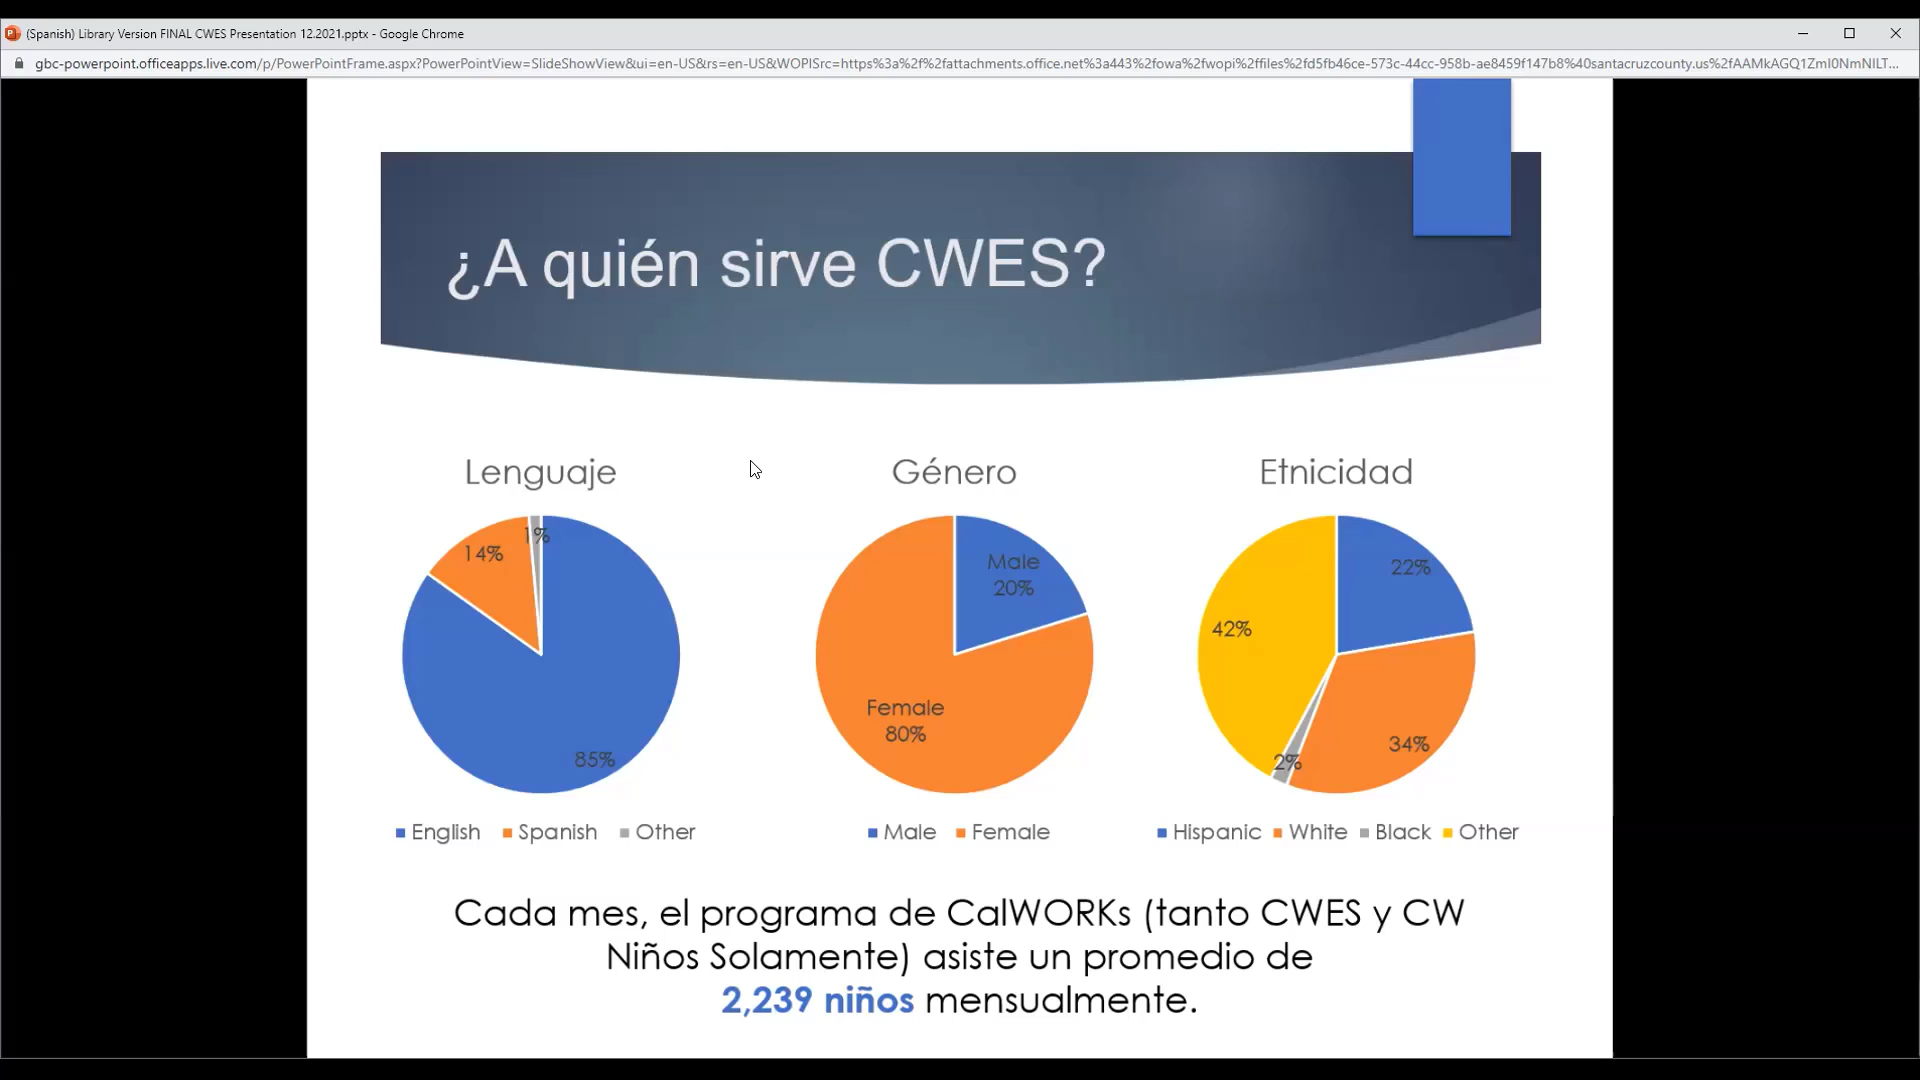 (Spanish) Library Version FINAL CWES Presentation 12.2021.pptx - Google Chrome
gbc-powerpoint.officeapps.live.com/p/PowerPointFrame.aspx?PowerPointView=SlideShowView&ui=en-US&rs=en-US&WOPISrc=https%3a%2f%2fattachments.office.net%3a443%2fowa%2fwopi%2ffiles%2fd5fb46ce-573c-44cc-958b-ae8459f147b8%40santacruzcounty.us%2fAAMkAGQ1ZmI0NmNILT...
¿A quién sirve CWES?
Lenguaje
1%
14%
85%
English Spanish Other
Género
Male
20%
Female
80%
Male Female
Etnicidad
22%
42%
34%
2%
Hispanic White Black Other
Cada mes, el programa de CalWORKs (tanto CWES y CW
Niños Solamente) asiste un promedio de
2,239 niños mensualmente.